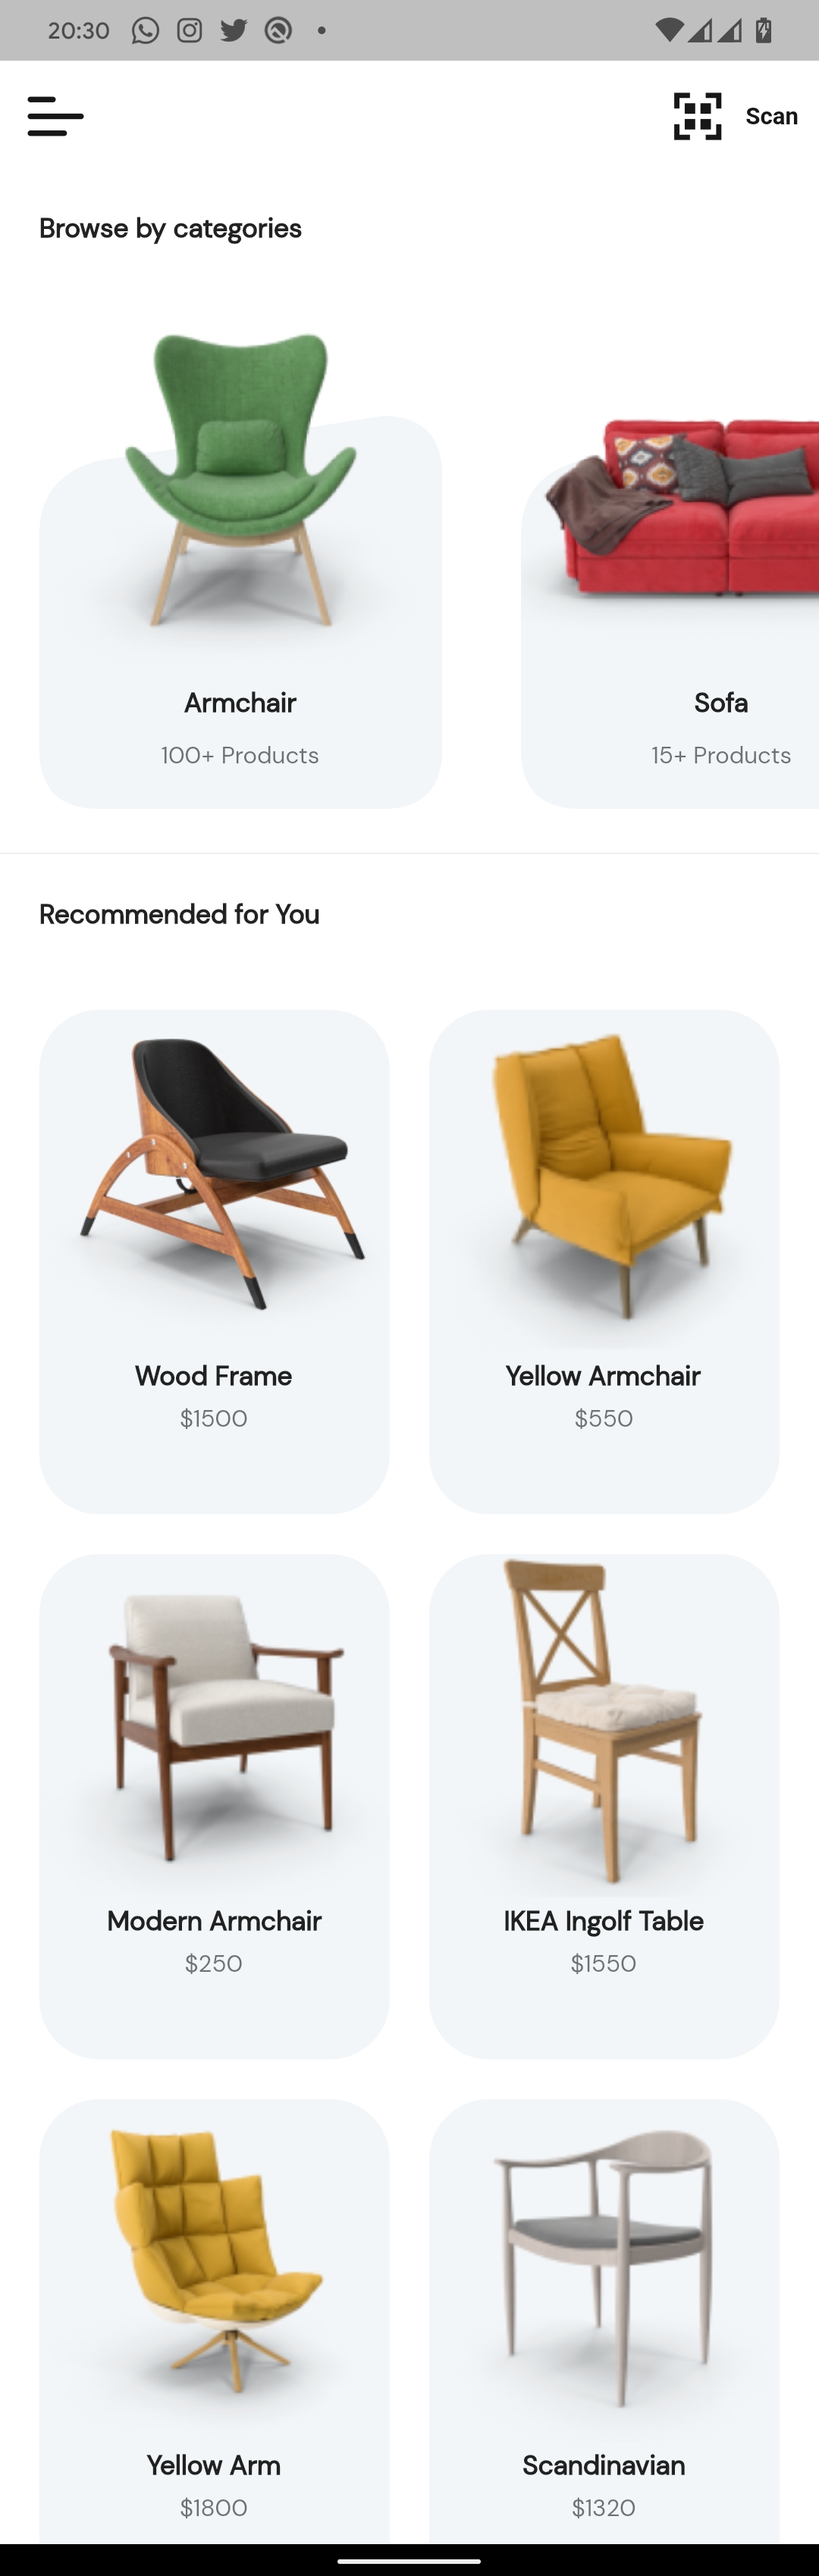 20:30
Scan
Browse by categories
Armchair
100+ Products
Sofa
15+ Products
Recommended for You
Wood Frame
$1500
Yellow Armchair
$550
Modern Armchair
$250
IKEA Ingolf Table
$1550
Yellow Arm
$1800
Scandinavian
$1320